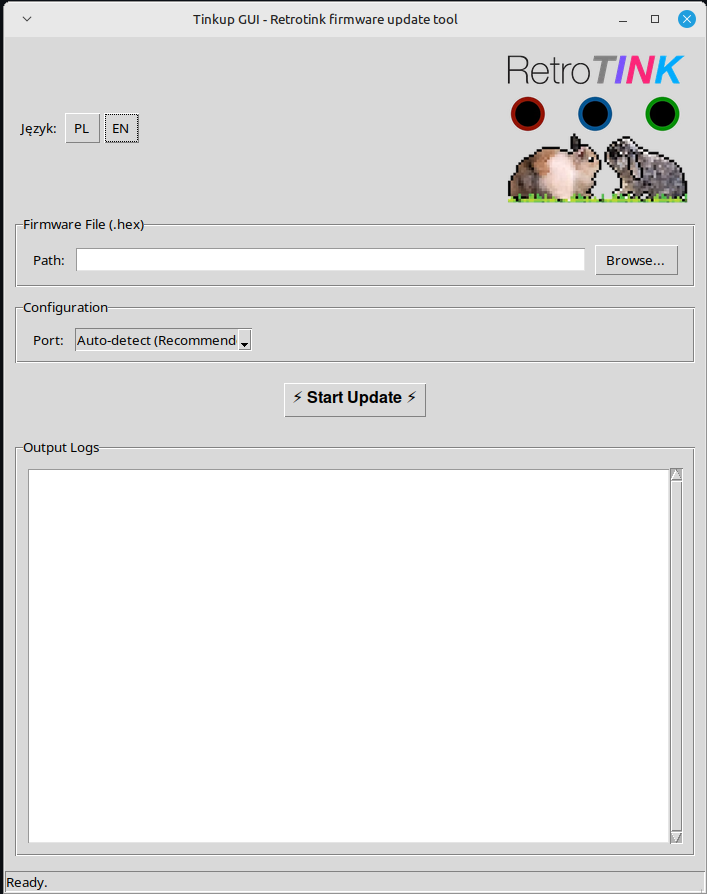 Tinkup GUI - Retrotink firmware update tool
RetroTINK
Język: PL EN
Firmware File (.hex)
Path: Browse...
Configuration
Port: Auto-detect (Recommend
⚡ Start Update ⚡
Output Logs
Ready.